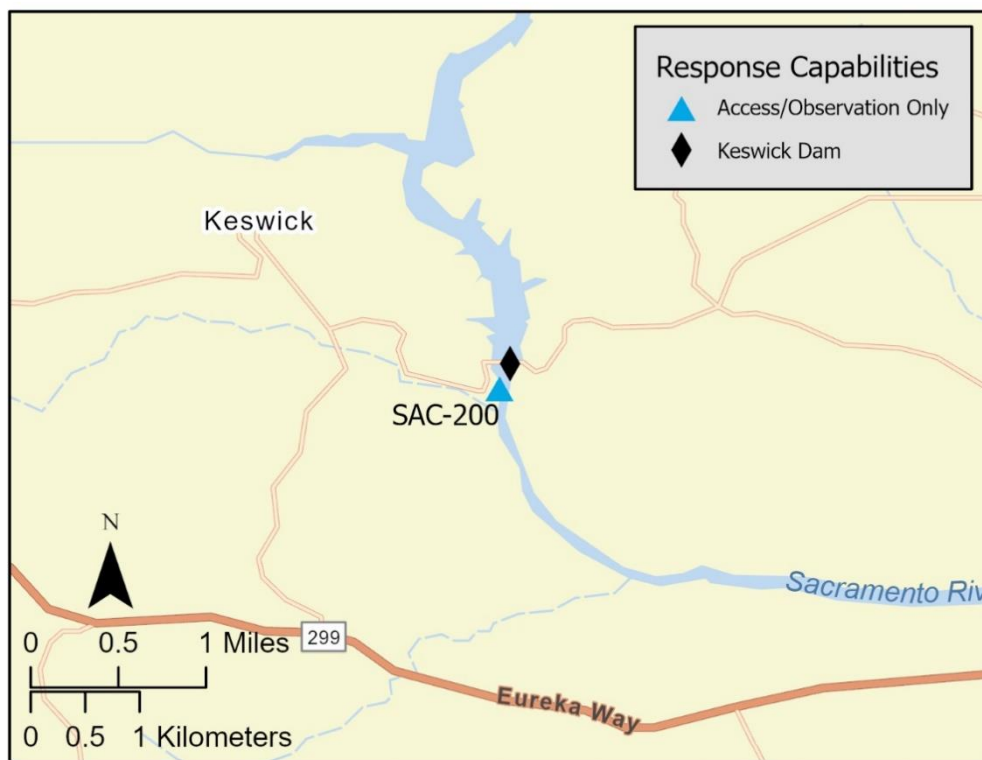 Response Capabilities
Access/Observation Only
Keswick Dam
Keswick
SAC-200
Sacramento Riv
N
299
0 0.5 1 Miles
0 0.5 1 Kilometers
Eureka Way